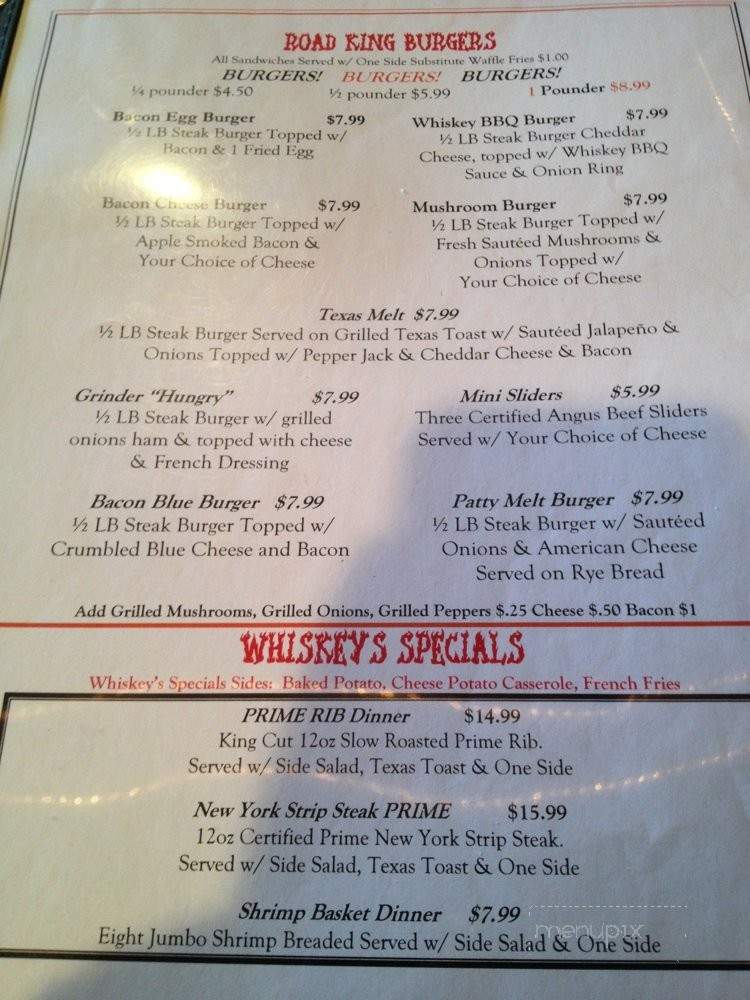 ROAD KING BURGERS
All Sandwiches Served w/ One Side Substitute Waffle Fries $1.00
BURGERS! BURGERS! BURGERS!
¼ pounder $4.50 ½ pounder $5.99 1 Pounder $8.99
Bacon Egg Burger $7.99
½ LB Steak Burger Topped w/
Bacon & 1 Fried Egg
Whiskey BBQ Burger $7.99
½ LB Steak Burger Cheddar
Cheese, topped w/ Whiskey BBQ
Sauce & Onion Ring
Bacon Cheese Burger $7.99
½ LB Steak Burger Topped w/
Apple Smoked Bacon &
Your Choice of Cheese
Mushroom Burger $7.99
½ LB Steak Burger Topped w/
Fresh Sautéed Mushrooms &
Onions Topped w/
Your Choice of Cheese
Texas Melt $7.99
½ LB Steak Burger Served on Grilled Texas Toast w/ Sautéed Jalapeño &
Onions Topped w/ Pepper Jack & Cheddar Cheese & Bacon
Grinder "Hungry" $7.99
½ LB Steak Burger w/ grilled
onions ham & topped with cheese
& French Dressing
Mini Sliders $5.99
Three Certified Angus Beef Sliders
Served w/ Your Choice of Cheese
Bacon Blue Burger $7.99
½ LB Steak Burger Topped w/
Crumbled Blue Cheese and Bacon
Patty Melt Burger $7.99
½ LB Steak Burger w/ Sautéed
Onions & American Cheese
Served on Rye Bread
Add Grilled Mushrooms, Grilled Onions, Grilled Peppers $.25 Cheese $.50 Bacon $1
WHISKEY'S SPECIALS
Whiskey's Specials Sides: Baked Potato, Cheese Potato Casserole, French Fries
PRIME RIB Dinner $14.99
King Cut 12oz Slow Roasted Prime Rib.
Served w/ Side Salad, Texas Toast & One Side
New York Strip Steak PRIME $15.99
12oz Certified Prime New York Strip Steak.
Served w/ Side Salad, Texas Toast & One Side
Shrimp Basket Dinner $7.99
Eight Jumbo Shrimp Breaded Served w/ Side Salad & One Side
menupix